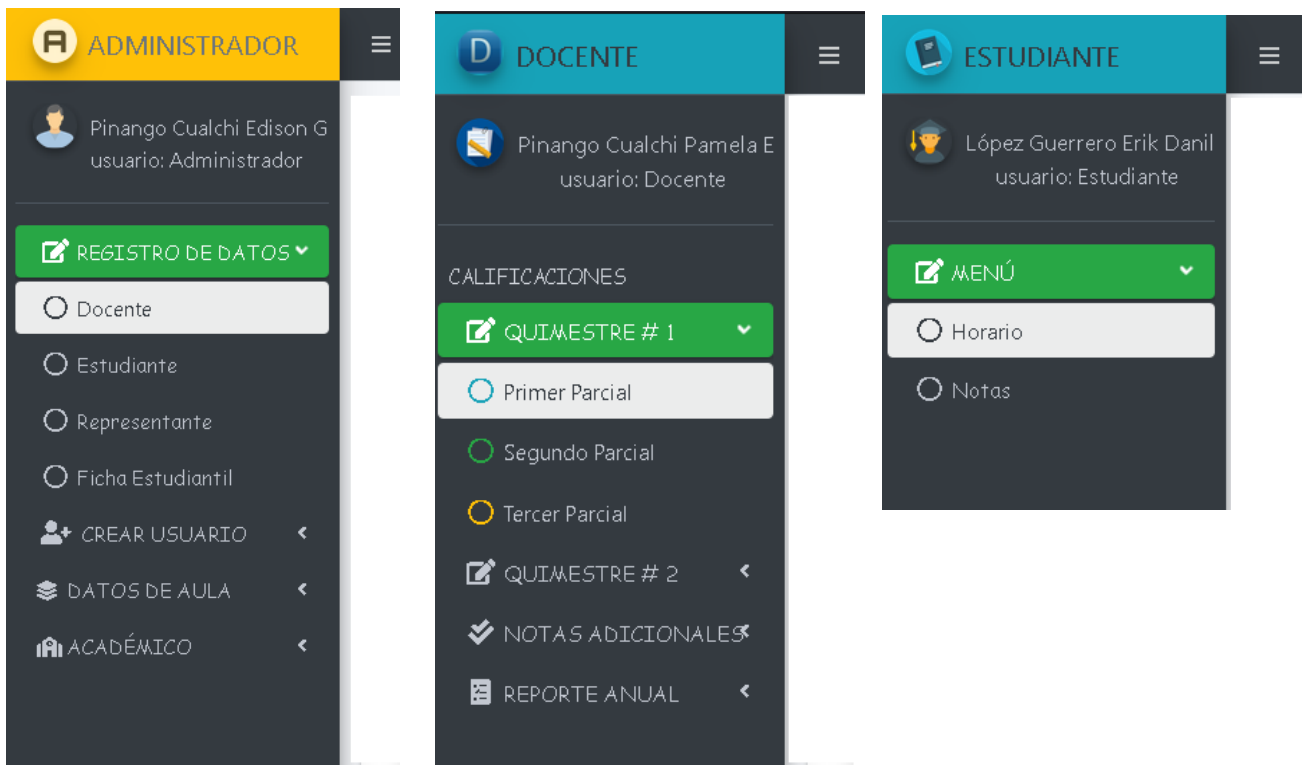 ADMINISTRADOR
Pinango Cualchi Edison G
usuario: Administrador
REGISTRO DE DATOS
Docente
Estudiante
Representante
Ficha Estudiantil
CREAR USUARIO
DATOS DE AULA
ACADÉMICO
D DOCENTE
Pinango Cualchi Pamela E
usuario: Docente
CALIFICACIONES
QUIMESTRE # 1
Primer Parcial
Segundo Parcial
Tercer Parcial
QUIMESTRE # 2
NOTAS ADICIONALES
REPORTE ANUAL
ESTUDIANTE
López Guerrero Erik Danil
usuario: Estudiante
MENÚ
Horario
Notas